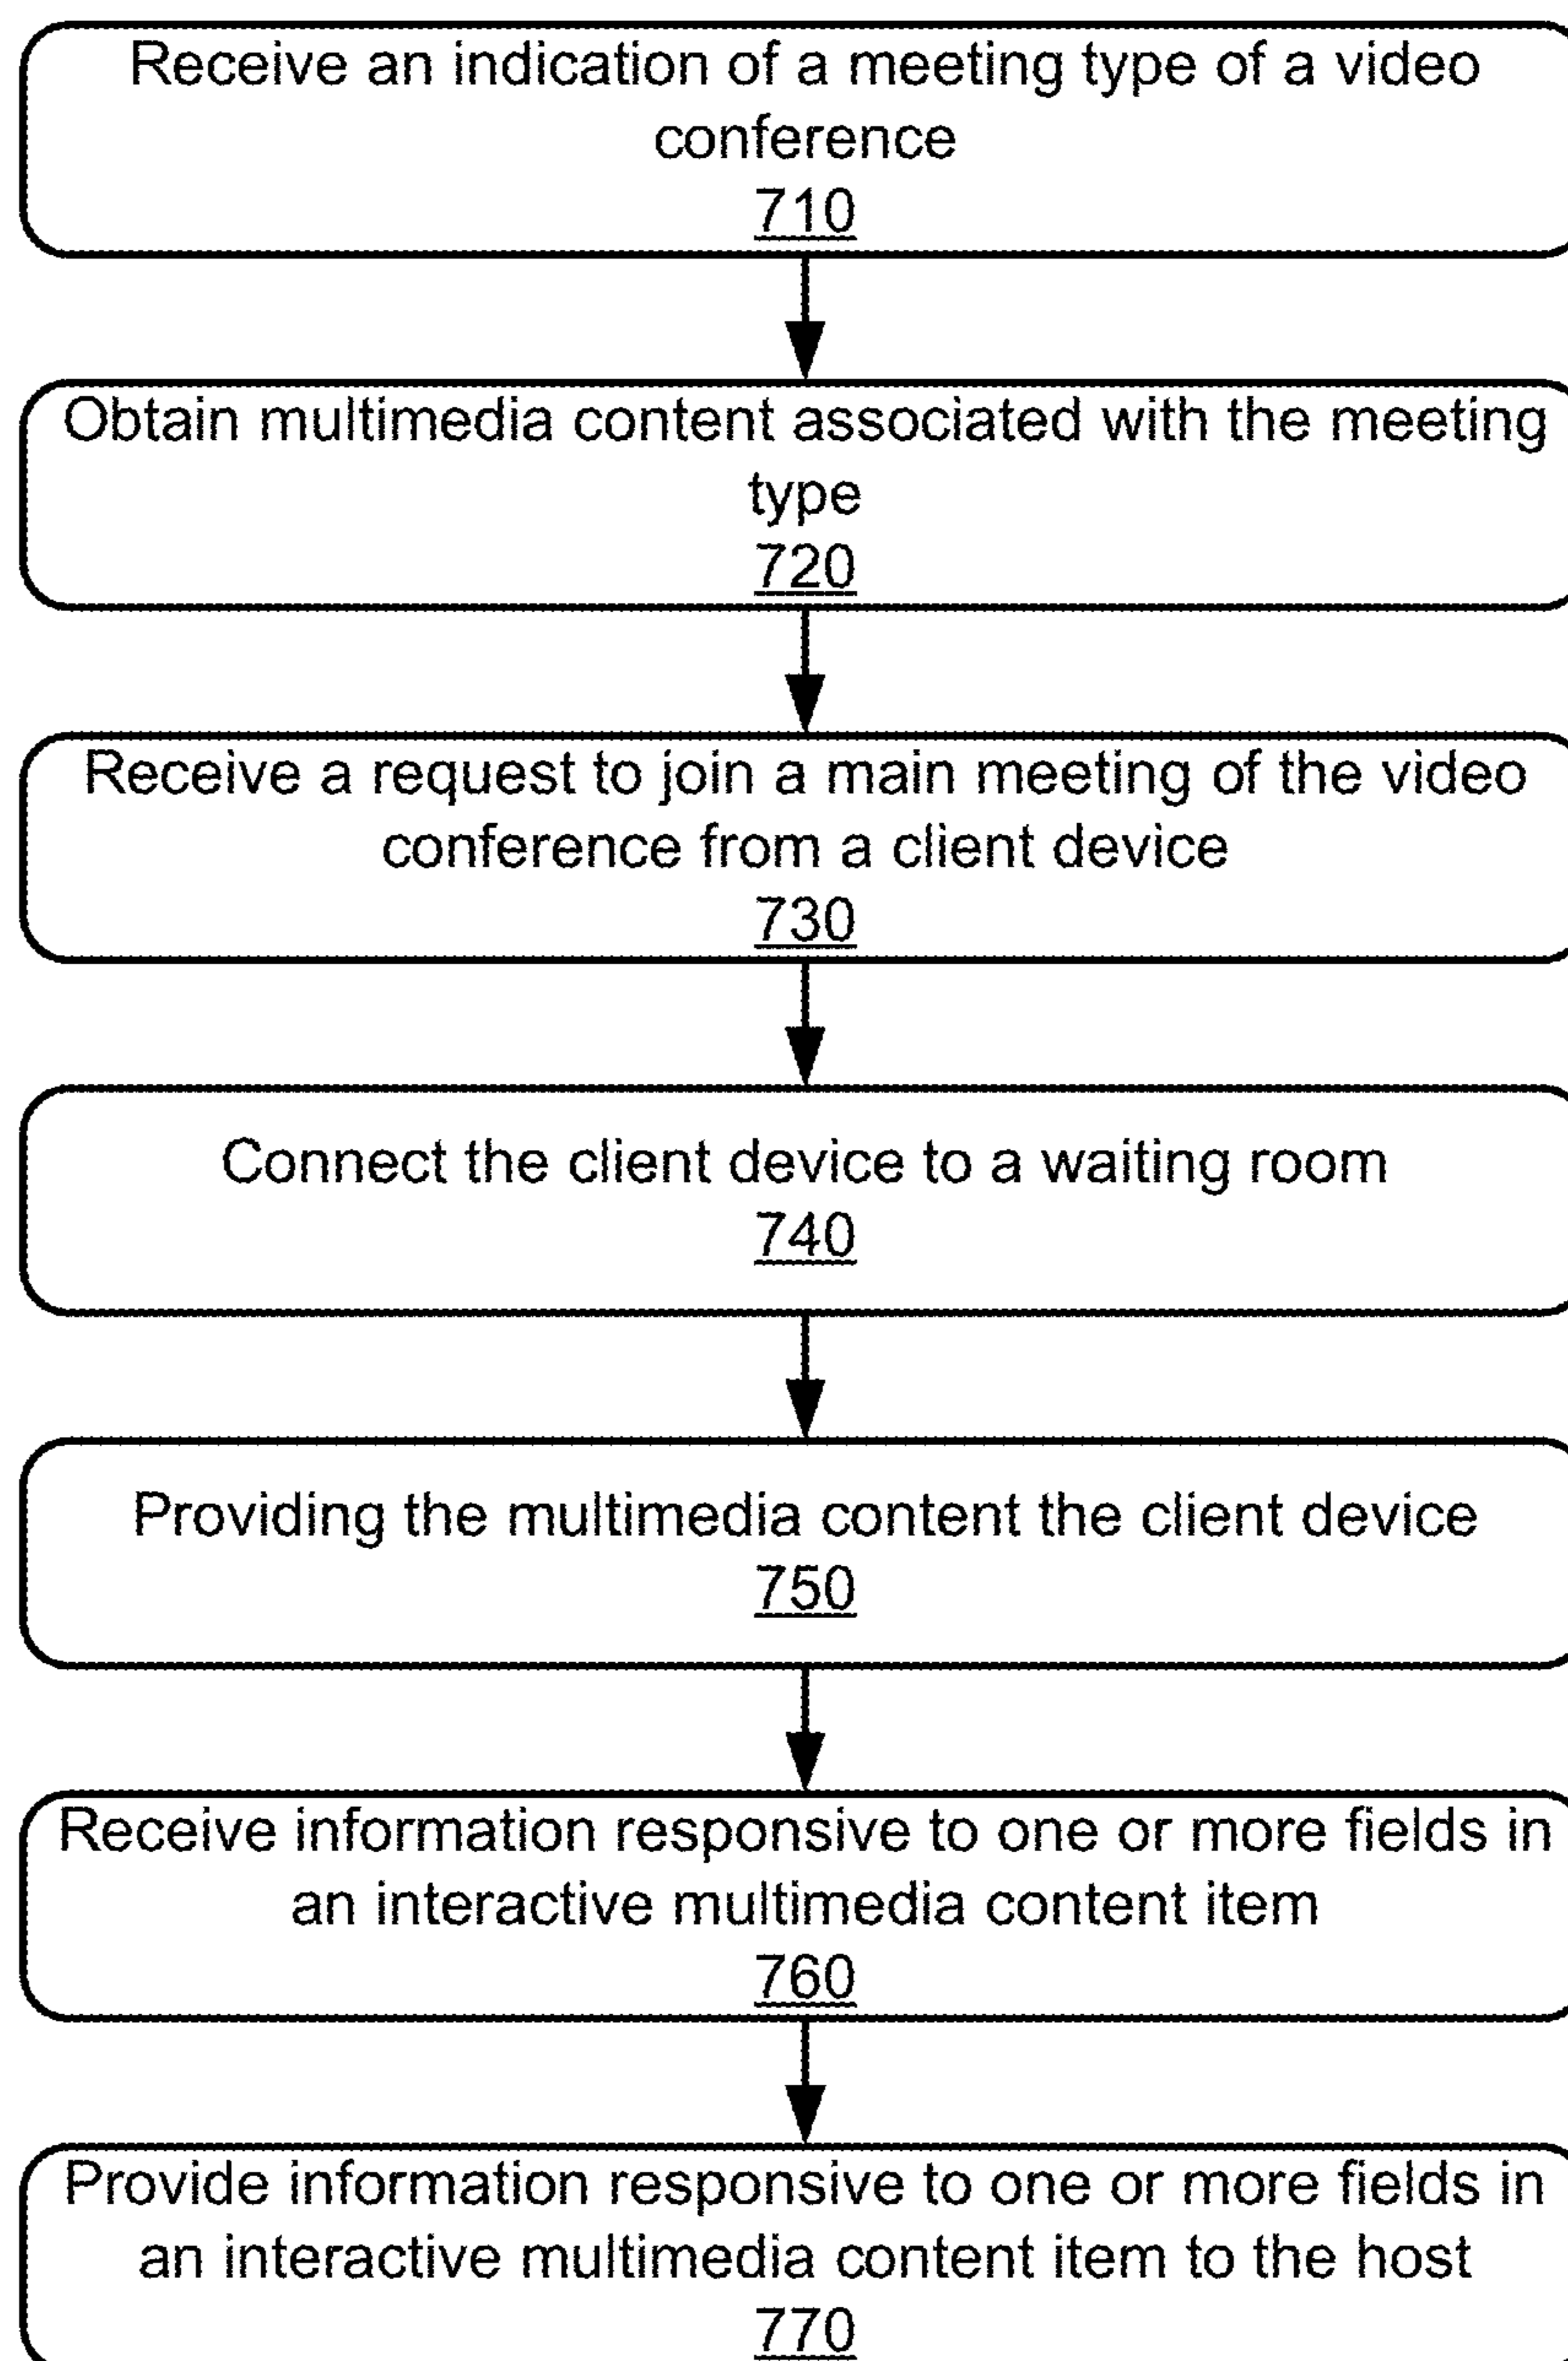 Receive an indication of a meeting type of a video
conference
710
Obtain multimedia content associated with the meeting
type
720
Receive a request to join a main meeting of the video
conference from a client device
730
Connect the client device to a waiting room
740
Providing the multimedia content the client device
750
Receive information responsive to one or more fields in
an interactive multimedia content item
760
Provide information responsive to one or more fields in
an interactive multimedia content item to the host
770